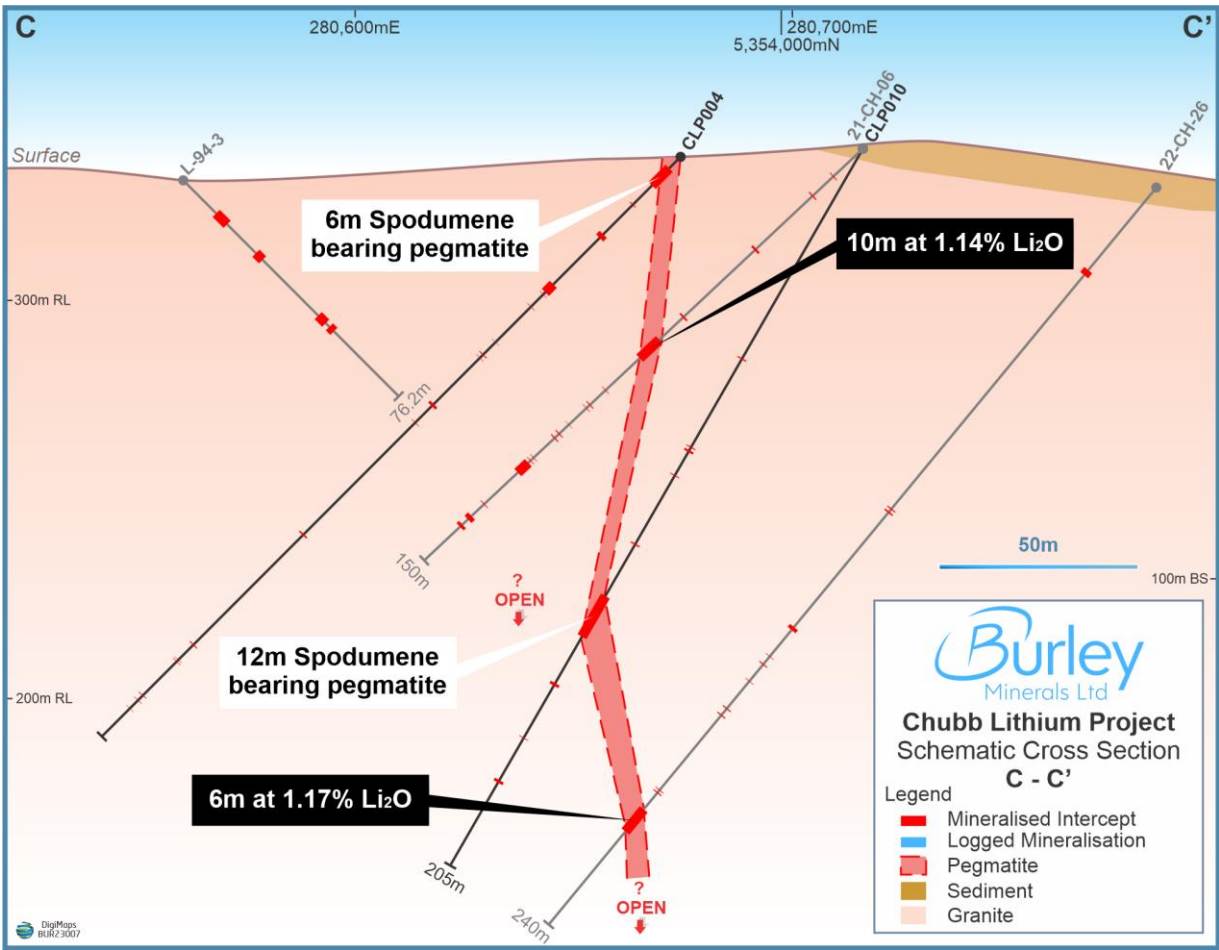 C
280,600mE
280,700mE
5,354,000mN
C'
Surface
L-94-3
CLP004
21-CH-06
CLP010
22-CH-26
6m Spodumene
bearing pegmatite
10m at 1.14% Li₂O
300m RL
76.2m
150m
50m
100m BS
?
OPEN
12m Spodumene
bearing pegmatite
200m RL
6m at 1.17% Li₂O
205m
240m
?
OPEN
Burley
Minerals Ltd
Chubb Lithium Project
Schematic Cross Section
C - C'
Legend
Mineralised Intercept
Logged Mineralisation
Pegmatite
Sediment
Granite
DigiMaps
BUR23007